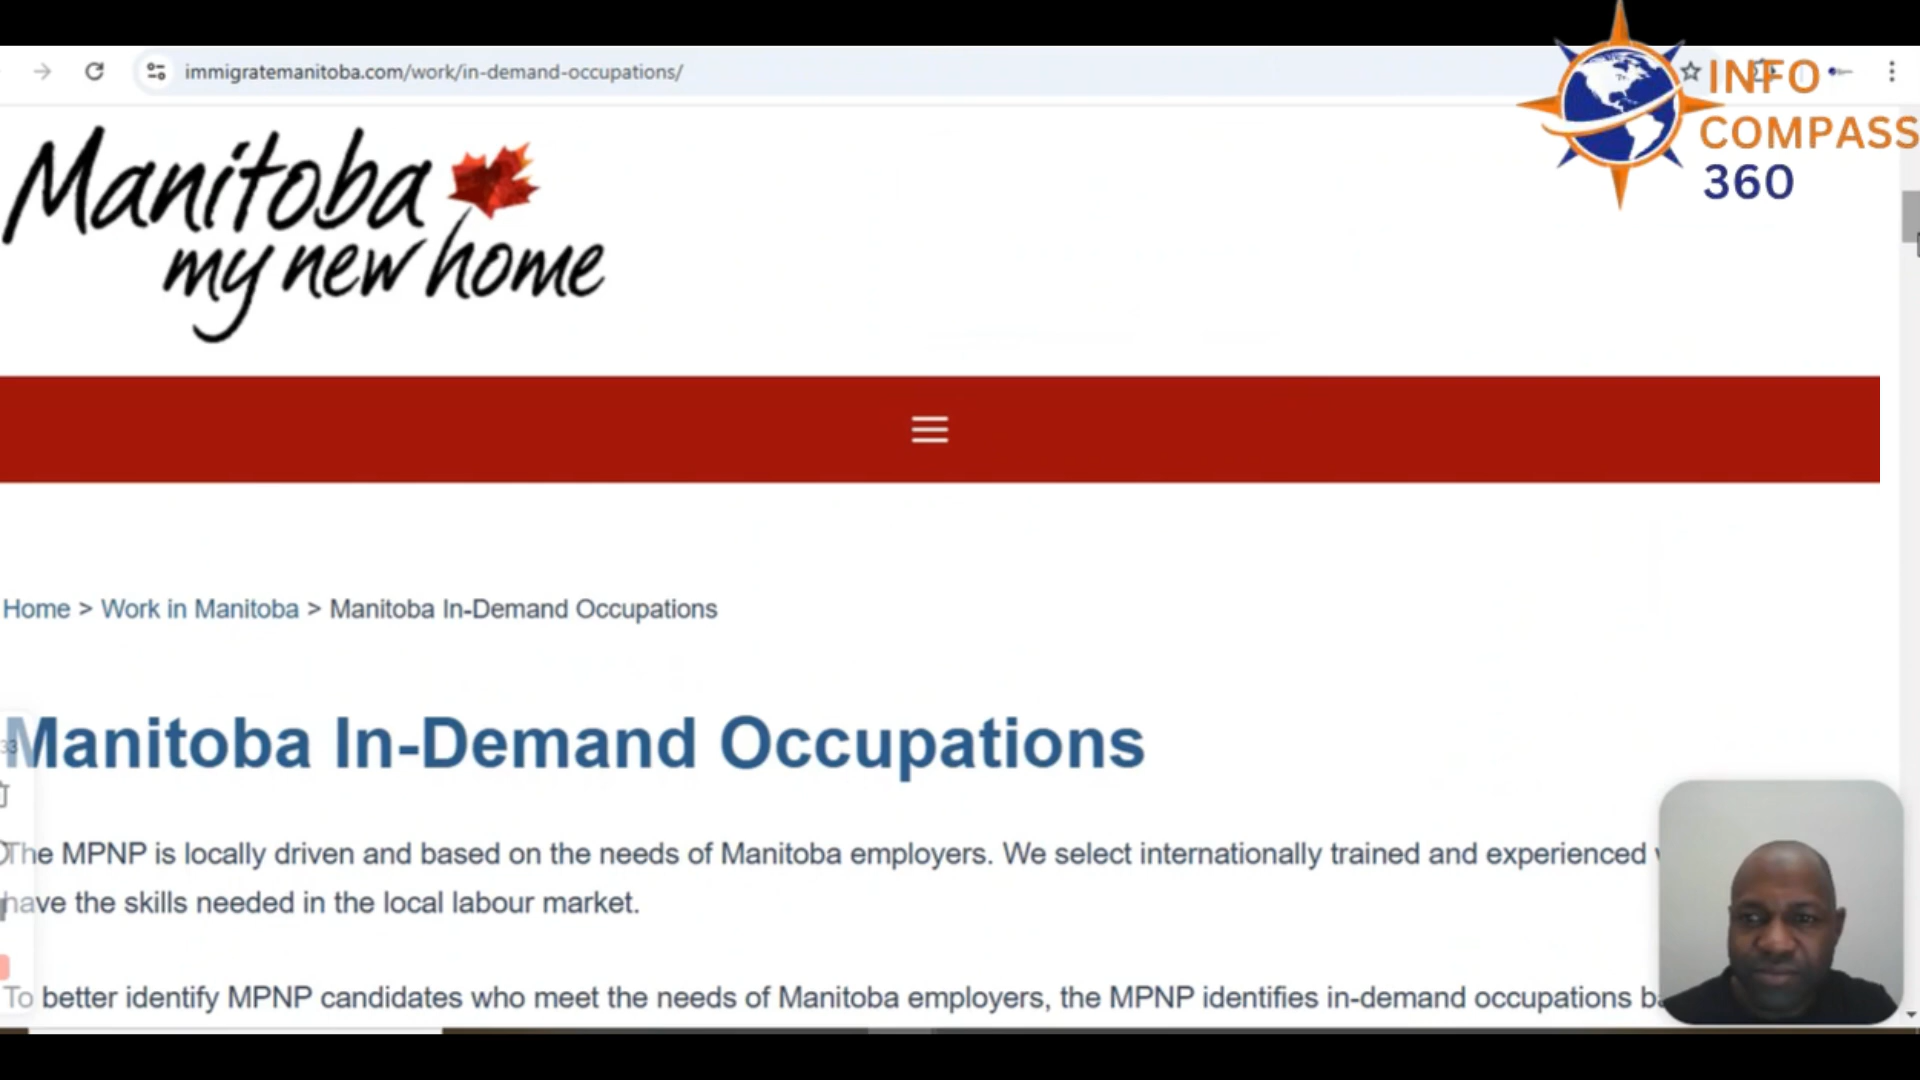 immigratemanitoba.com/work/in-demand-occupations/
INFO
COMPASS
360
Manitoba
my new home
Home > Work in Manitoba > Manitoba In-Demand Occupations
Manitoba In-Demand Occupations
The MPNP is locally driven and based on the needs of Manitoba employers. We select internationally trained and experienced
have the skills needed in the local labour market.
To better identify MPNP candidates who meet the needs of Manitoba employers, the MPNP identifies in-demand occupations